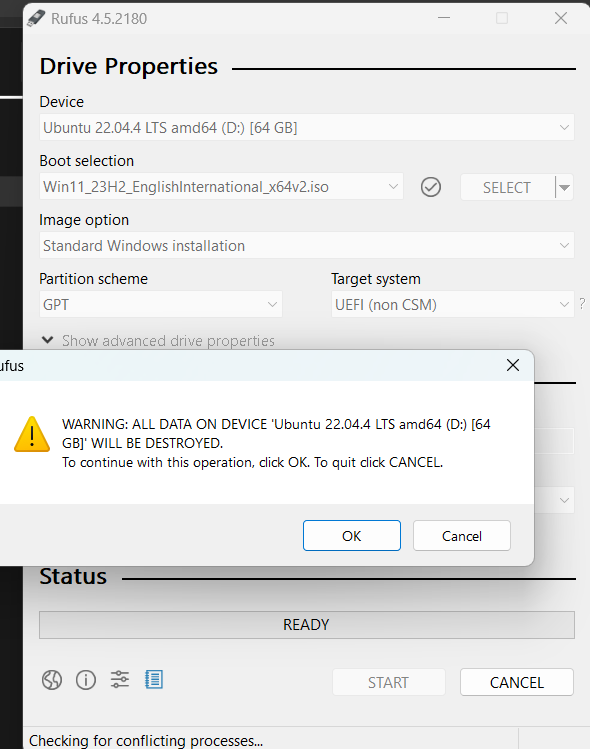 Rufus 4.5.2180
Drive Properties
Device
Ubuntu 22.04.4 LTS amd64 (D:) [64 GB]
Boot selection
Win11_23H2_EnglishInternational_x64v2.iso
SELECT
Image option
Standard Windows installation
Partition scheme
Target system
GPT
UEFI (non CSM)
?
Show advanced drive properties
ufus
WARNING: ALL DATA ON DEVICE 'Ubuntu 22.04.4 LTS amd64 (D:) [64
GB]' WILL BE DESTROYED.
To continue with this operation, click OK. To quit click CANCEL.
OK
Cancel
Status
READY
START
CANCEL
Checking for conflicting processes...